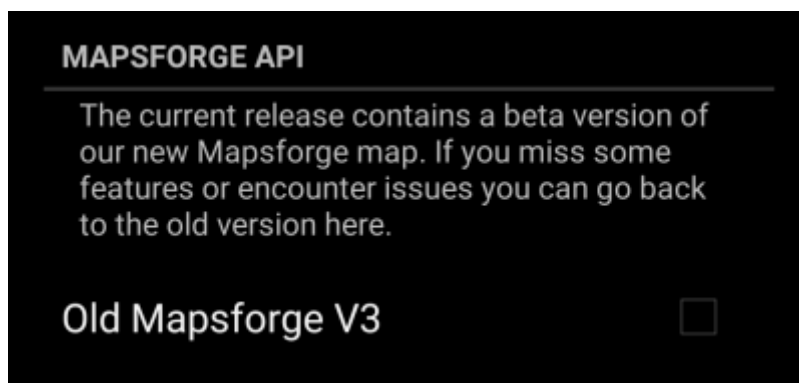 MAPSFORGE API
The current release contains a beta version of
our new Mapsforge map. If you miss some
features or encounter issues you can go back
to the old version here.
Old Mapsforge V3